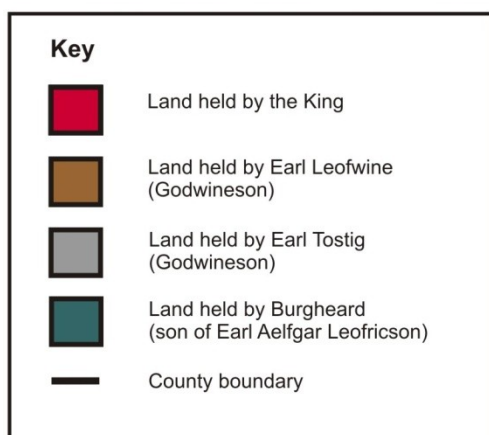 Key
Land held by the King
Land held by Earl Leofwine
(Godwineson)
Land held by Earl Tostig
(Godwineson)
Land held by Burgheard
(son of Earl Aelfgar Leofricson)
County boundary